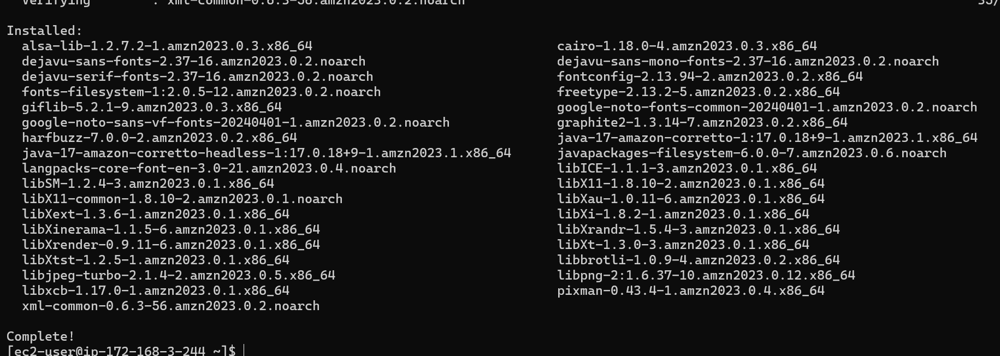 Verifying        : xml-common-0.6.3-56.amzn2023.0.2.noarch                                                                   35/
Installed:
alsa-lib-1.2.7.2-1.amzn2023.0.3.x86_64                                cairo-1.18.0-4.amzn2023.0.3.x86_64
dejavu-sans-fonts-2.37-16.amzn2023.0.2.noarch                         dejavu-sans-mono-fonts-2.37-16.amzn2023.0.2.noarch
dejavu-serif-fonts-2.37-16.amzn2023.0.2.noarch                        fontconfig-2.13.94-2.amzn2023.0.2.x86_64
fonts-filesystem-1:2.0.5-12.amzn2023.0.2.noarch                       freetype-2.13.2-5.amzn2023.0.2.x86_64
giflib-5.2.1-9.amzn2023.0.3.x86_64                                    google-noto-fonts-common-20240401-1.amzn2023.0.2.noarch
google-noto-sans-vf-fonts-20240401-1.amzn2023.0.2.noarch              graphite2-1.3.14-7.amzn2023.0.2.x86_64
harfbuzz-7.0.0-2.amzn2023.0.2.x86_64                                  java-17-amazon-corretto-1:17.0.18+9-1.amzn2023.1.x86_64
java-17-amazon-corretto-headless-1:17.0.18+9-1.amzn2023.1.x86_64      javapackages-filesystem-6.0.0-7.amzn2023.0.6.noarch
langpacks-core-font-en-3.0-21.amzn2023.0.4.noarch                     libICE-1.1.1-3.amzn2023.0.1.x86_64
libSM-1.2.4-3.amzn2023.0.1.x86_64                                     libX11-1.8.10-2.amzn2023.0.1.x86_64
libX11-common-1.8.10-2.amzn2023.0.1.noarch                            libXau-1.0.11-6.amzn2023.0.1.x86_64
libXext-1.3.6-1.amzn2023.0.1.x86_64                                   libXi-1.8.2-1.amzn2023.0.1.x86_64
libXinerama-1.1.5-6.amzn2023.0.1.x86_64                               libXrandr-1.5.4-3.amzn2023.0.1.x86_64
libXrender-0.9.11-6.amzn2023.0.1.x86_64                               libXt-1.3.0-3.amzn2023.0.1.x86_64
libXtst-1.2.5-1.amzn2023.0.1.x86_64                                   libbrotli-1.0.9-4.amzn2023.0.2.x86_64
libjpeg-turbo-2.1.4-2.amzn2023.0.5.x86_64                             libpng-2:1.6.37-10.amzn2023.0.12.x86_64
libxcb-1.17.0-1.amzn2023.0.1.x86_64                                   pixman-0.43.4-1.amzn2023.0.4.x86_64
xml-common-0.6.3-56.amzn2023.0.2.noarch
Complete!
[ec2-user@ip-172-168-3-244 ~]$